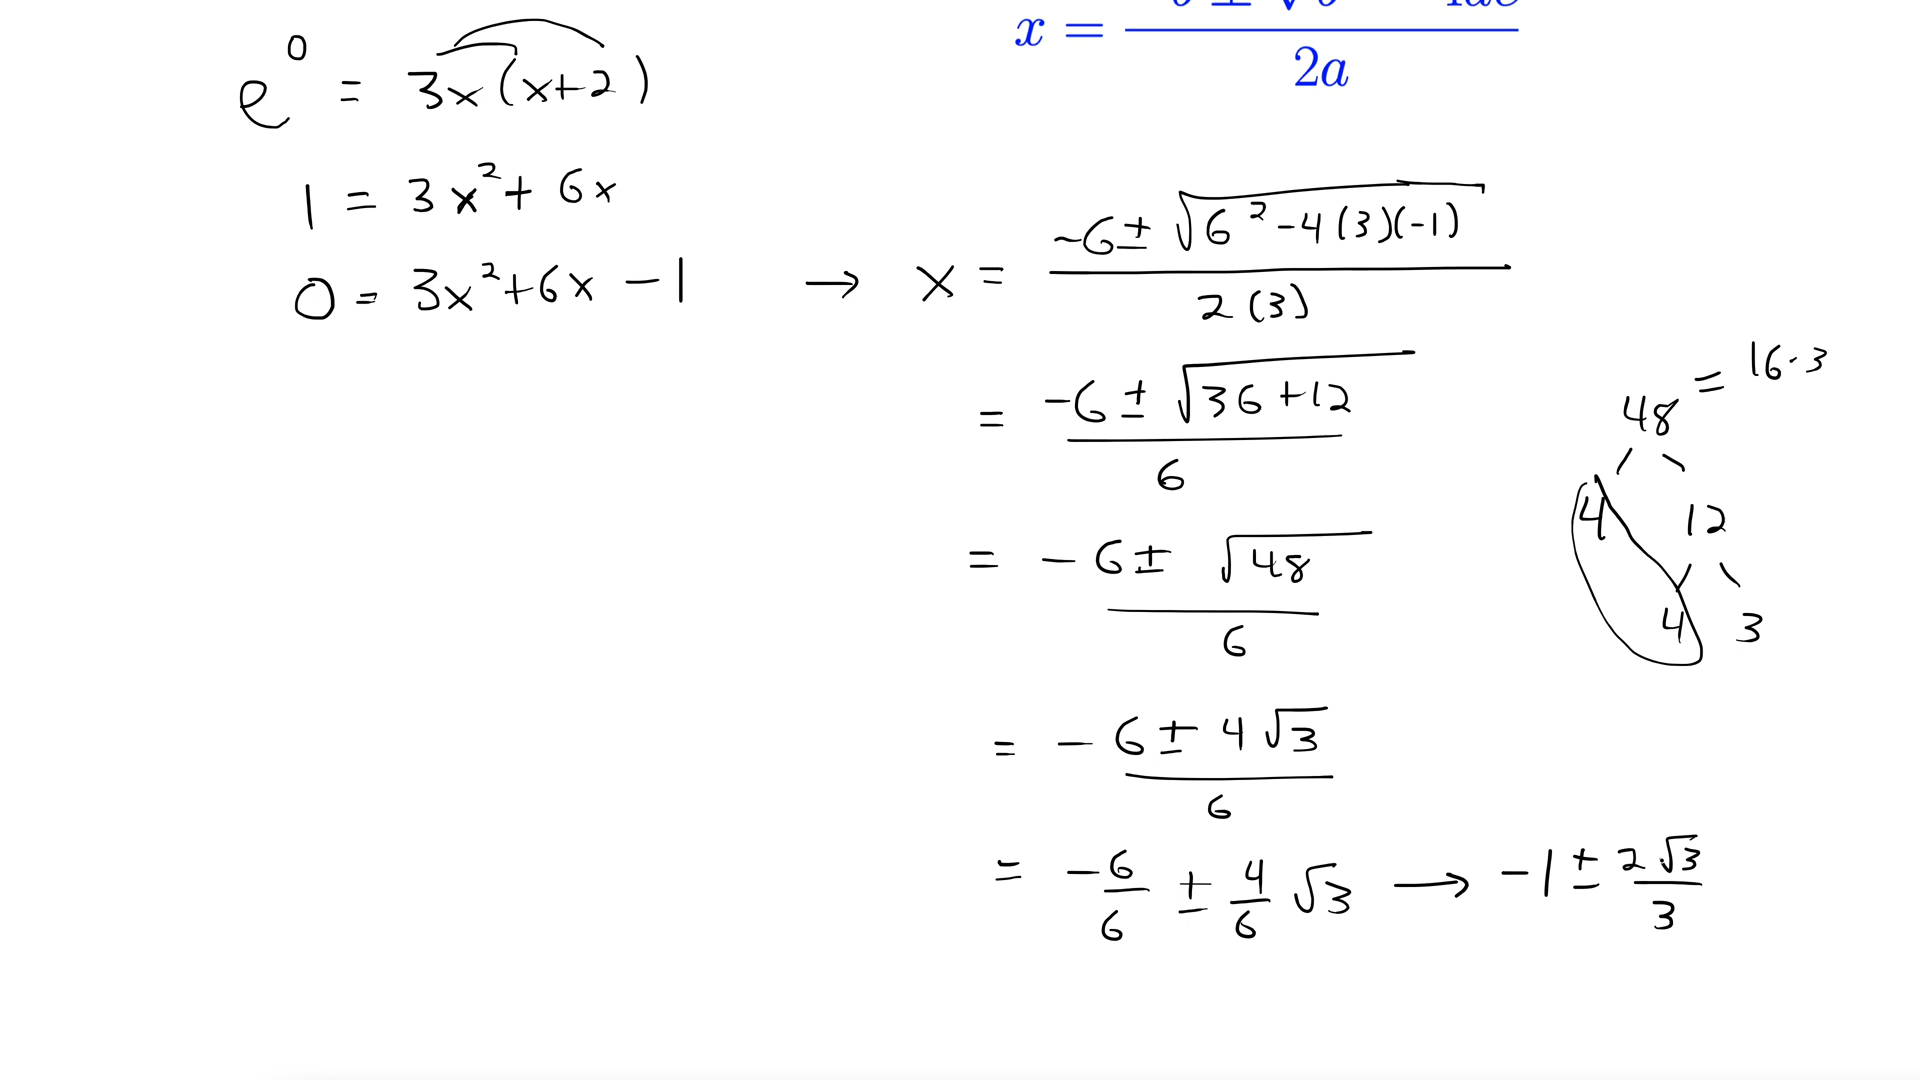 e^0 = 3x(x+2)
1 = 3x^2 + 6x
0 = 3x^2 + 6x - 1
x = / 2a
→ x = (-6 ± √(6^2 - 4(3)(-1))) / 2(3)
= (-6 ± √(36 + 12)) / 6
= (-6 ± √48) / 6
= (-6 ± 4√3) / 6
= -6/6 ± 4/6 √3 → -1 ± 2√3/3
48 = 16·3
4 12
4 3